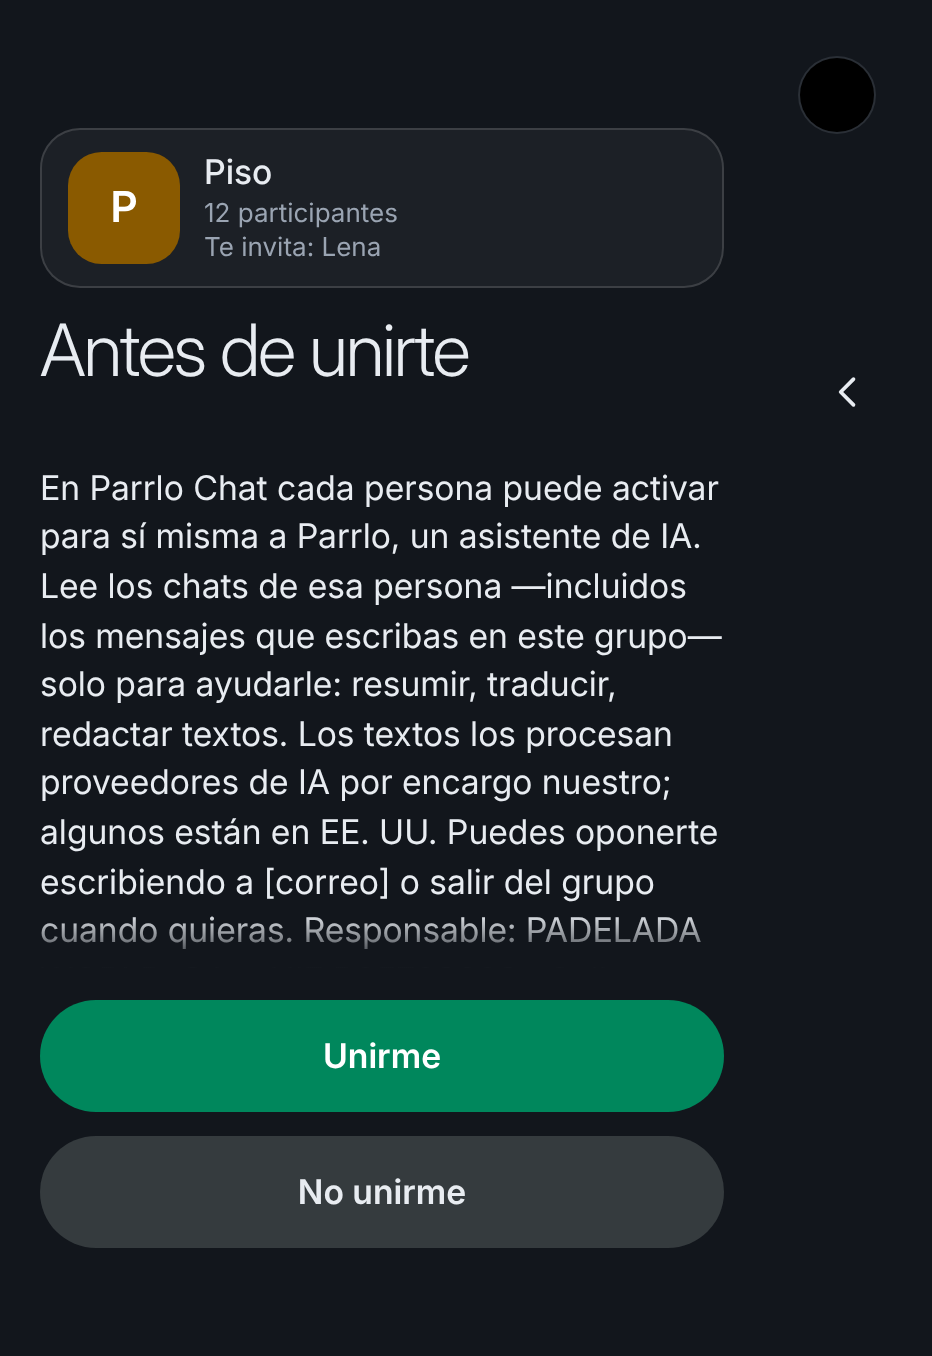 P
Piso
12 participantes
Te invita: Lena
Antes de unirte
En Parrlo Chat cada persona puede activar
para sí misma a Parrlo, un asistente de IA.
Lee los chats de esa persona —incluidos
los mensajes que escribas en este grupo—
solo para ayudarle: resumir, traducir,
redactar textos. Los textos los procesan
proveedores de IA por encargo nuestro;
algunos están en EE. UU. Puedes oponerte
escribiendo a [correo] o salir del grupo
cuando quieras. Responsable: PADELADA
Unirme
No unirme